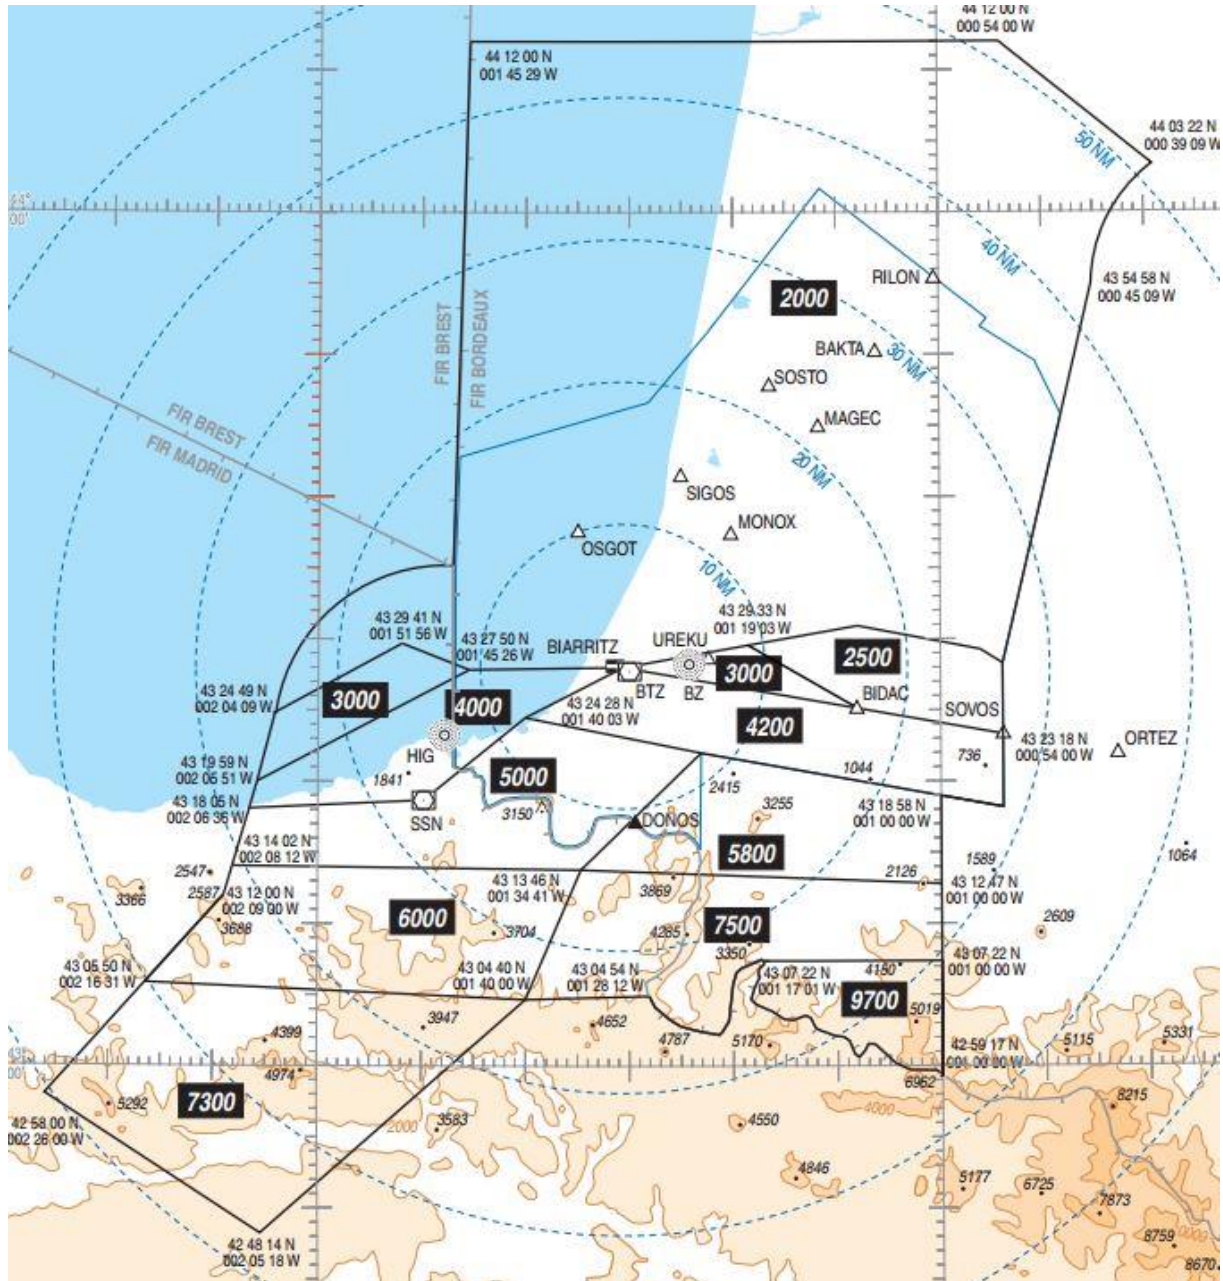 44 12 00 N
000 54 00 W
44 12 00 N
001 45 29 W
50 NM
44 03 22 N
000 39 09 W
00'
40 NM
RILON
43 54 58 N
000 45 09 W
2000
FIR BREST
FIR BORDEAUX
BAKTA
30 NM
SOSTO
FIR BREST
FIR MADRID
MAGEC
20 NM
SIGOS
MONOX
OSGOT
10 NM
43 29 41 N
001 51 56 W
43 27 50 N
001 45 26 W
BIARRITZ
UREKU
43 29 33 N
001 19 03 W
2500
3000
BTZ
BZ
BIDAC
43 24 49 N
002 04 09 W
3000
4000
43 24 28 N
001 40 03 W
4200
SOVOS
43 23 18 N
000 54 00 W
ORTEZ
HIG
43 19 59 N
002 05 51 W
1841
5000
2415
1044
736
43 18 05 N
002 06 36 W
SSN
3150
DONOS
3255
43 18 58 N
001 00 00 W
43 14 02 N
002 08 12 W
5800
1064
2547
43 13 46 N
001 34 41 W
3869
2126
1589
43 12 47 N
001 00 00 W
3366
2587
43 12 00 N
002 09 00 W
3688
6000
3704
4285
7500
3350
2609
43 05 50 N
002 16 31 W
43 04 40 N
001 40 00 W
43 04 54 N
001 28 12 W
43 07 22 N
001 17 01 W
4150
43 07 22 N
001 00 00 W
9700
5019
4399
3947
4652
4787
5170
42 59 17 N
001 00 00 W
5115
5331
00'
4974
6962
5292
7300
42 58 00 N
002 26 00 W
2000
3583
4550
4000
8215
4846
5177
6725
7873
42 48 14 N
002 05 18 W
8759
8670